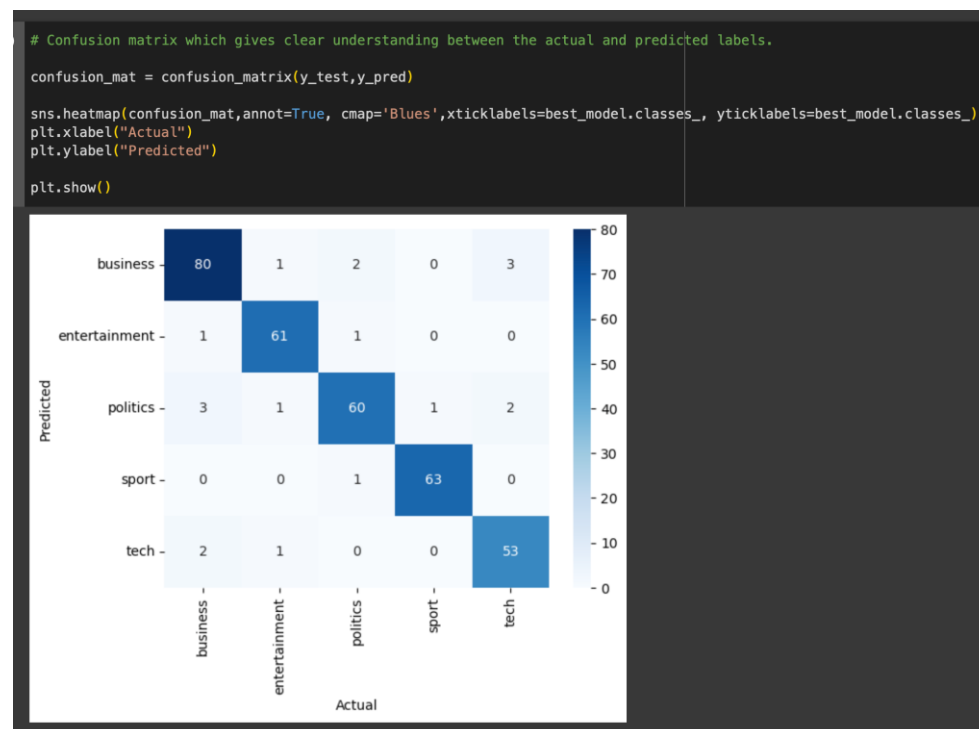 # Confusion matrix which gives clear understanding between the actual and predicted labels.
confusion_mat = confusion_matrix(y_test,y_pred)
sns.heatmap(confusion_mat,annot=True, cmap='Blues',xticklabels=best_model.classes_, yticklabels=best_model.classes_)
plt.xlabel("Actual")
plt.ylabel("Predicted")
plt.show()
80
business 80 1 2 0 3
70
60
entertainment 1 61 1 0 0
50
Predicted
politics 3 1 60 1 2
40
30
sport 0 0 1 63 0
20
10
tech 2 1 0 0 53
0
business entertainment politics sport tech
Actual